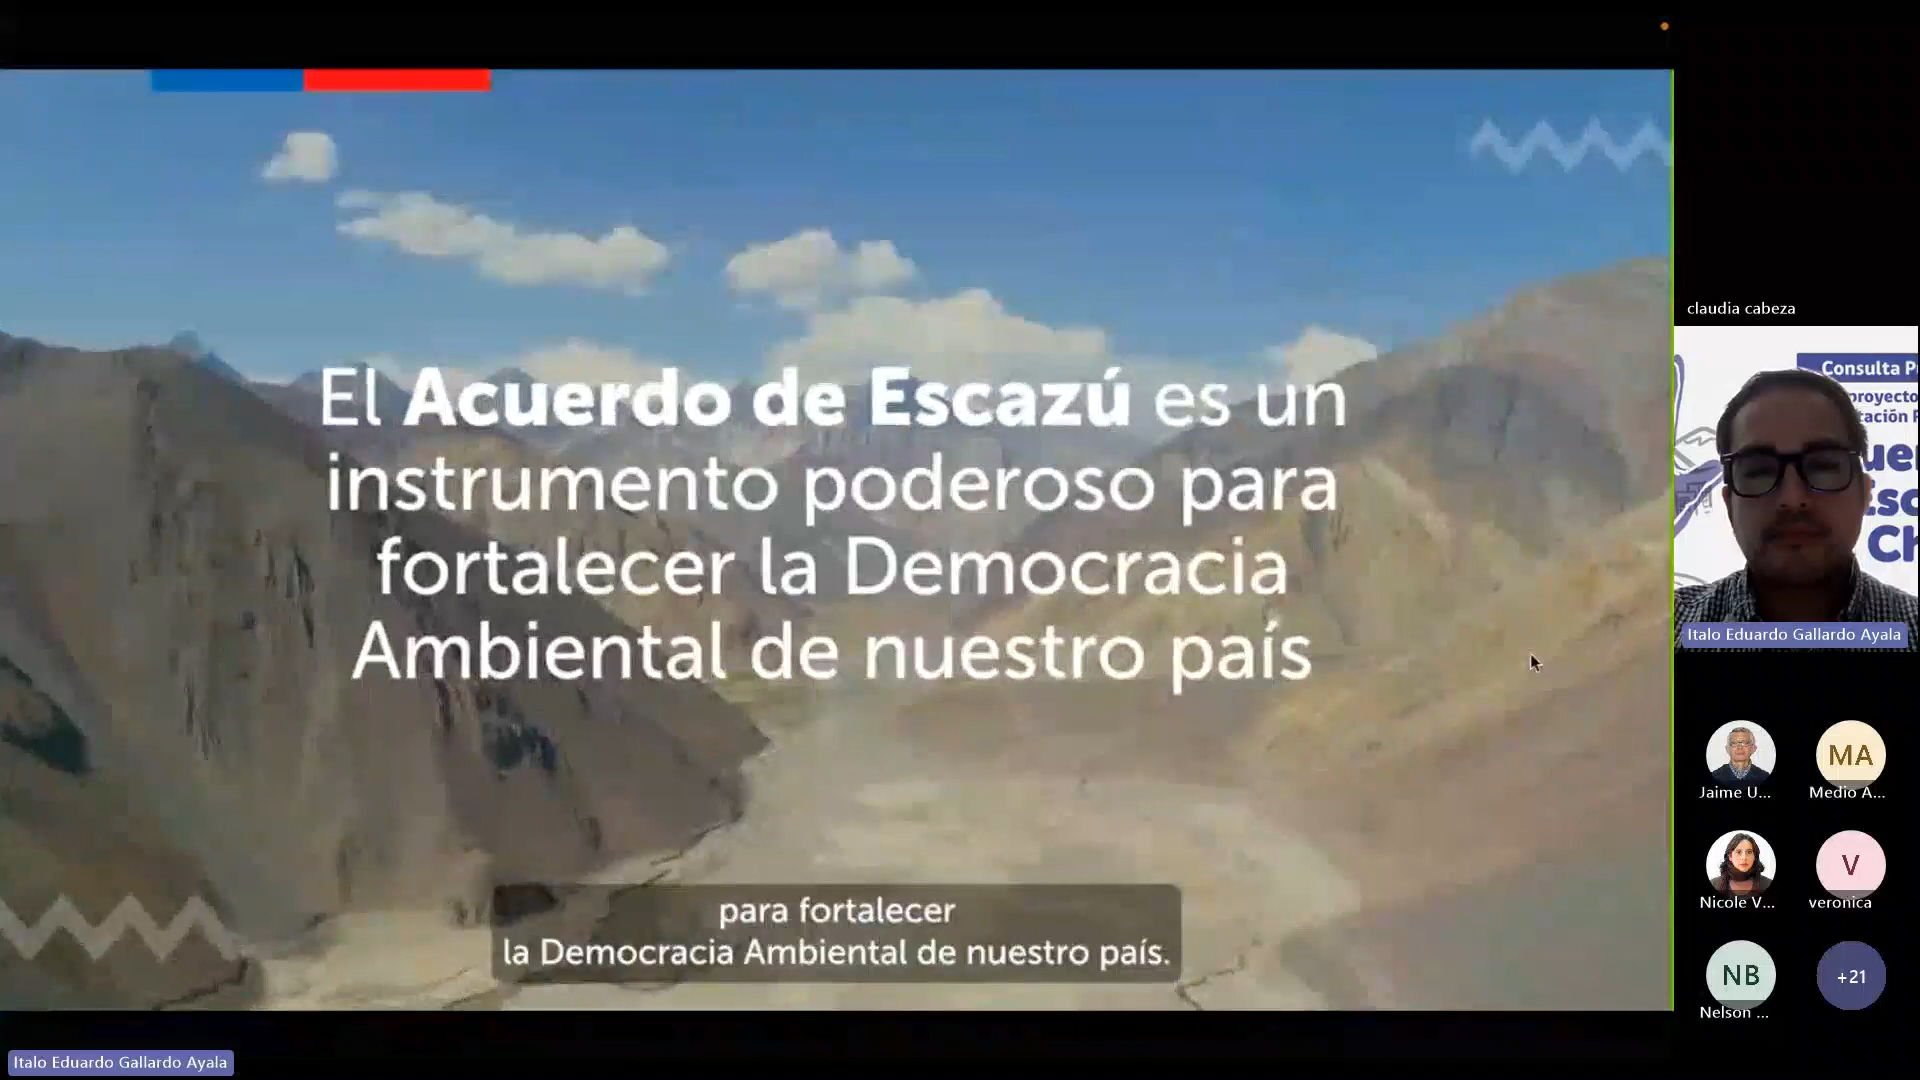 El Acuerdo de Escazú es un
instrumento poderoso para
fortalecer la Democracia
Ambiental de nuestro país
para fortalecer
la Democracia Ambiental de nuestro país.
Italo Eduardo Gallardo Ayala
claudia cabeza
Consulta P
proyecto
Ch
Italo Eduardo Gallardo Ayala
Jaime U...
MA
Medio A...
Nicole V...
V
veronica
NB
Nelson ...
+21